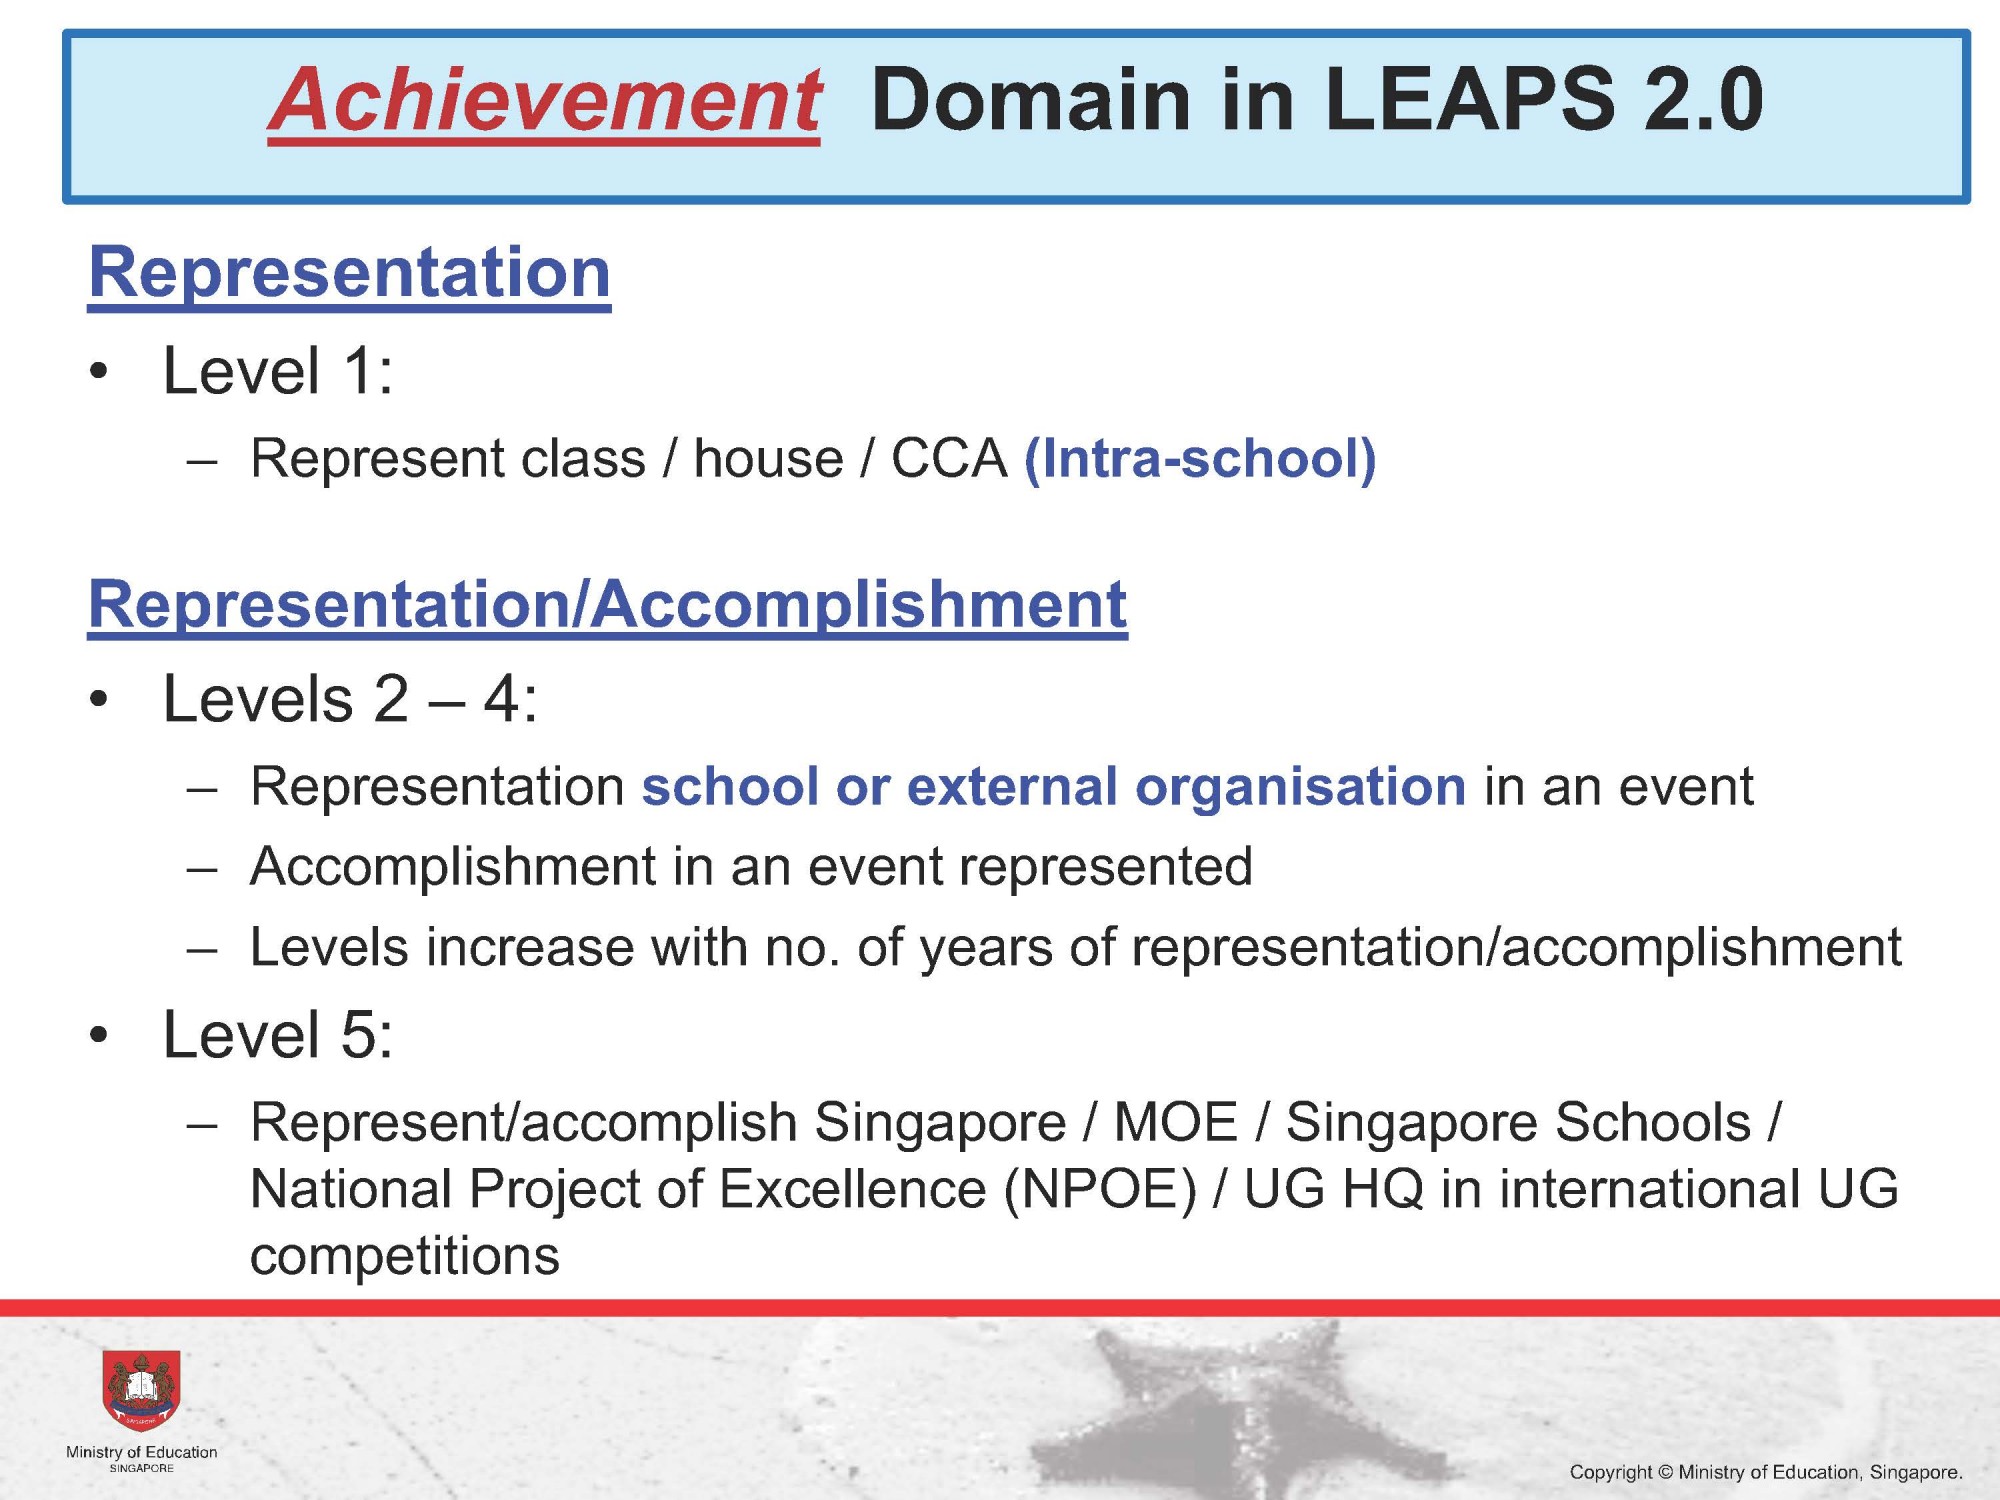 Achievement Domain in LEAPS 2.0
Representation
• Level 1:
– Represent class / house / CCA (Intra-school)
Representation/Accomplishment
• Levels 2 – 4:
– Representation school or external organisation in an event
– Accomplishment in an event represented
– Levels increase with no. of years of representation/accomplishment
• Level 5:
– Represent/accomplish Singapore / MOE / Singapore Schools /
National Project of Excellence (NPOE) / UG HQ in international UG
competitions
Ministry of Education
SINGAPORE
Copyright © Ministry of Education, Singapore.